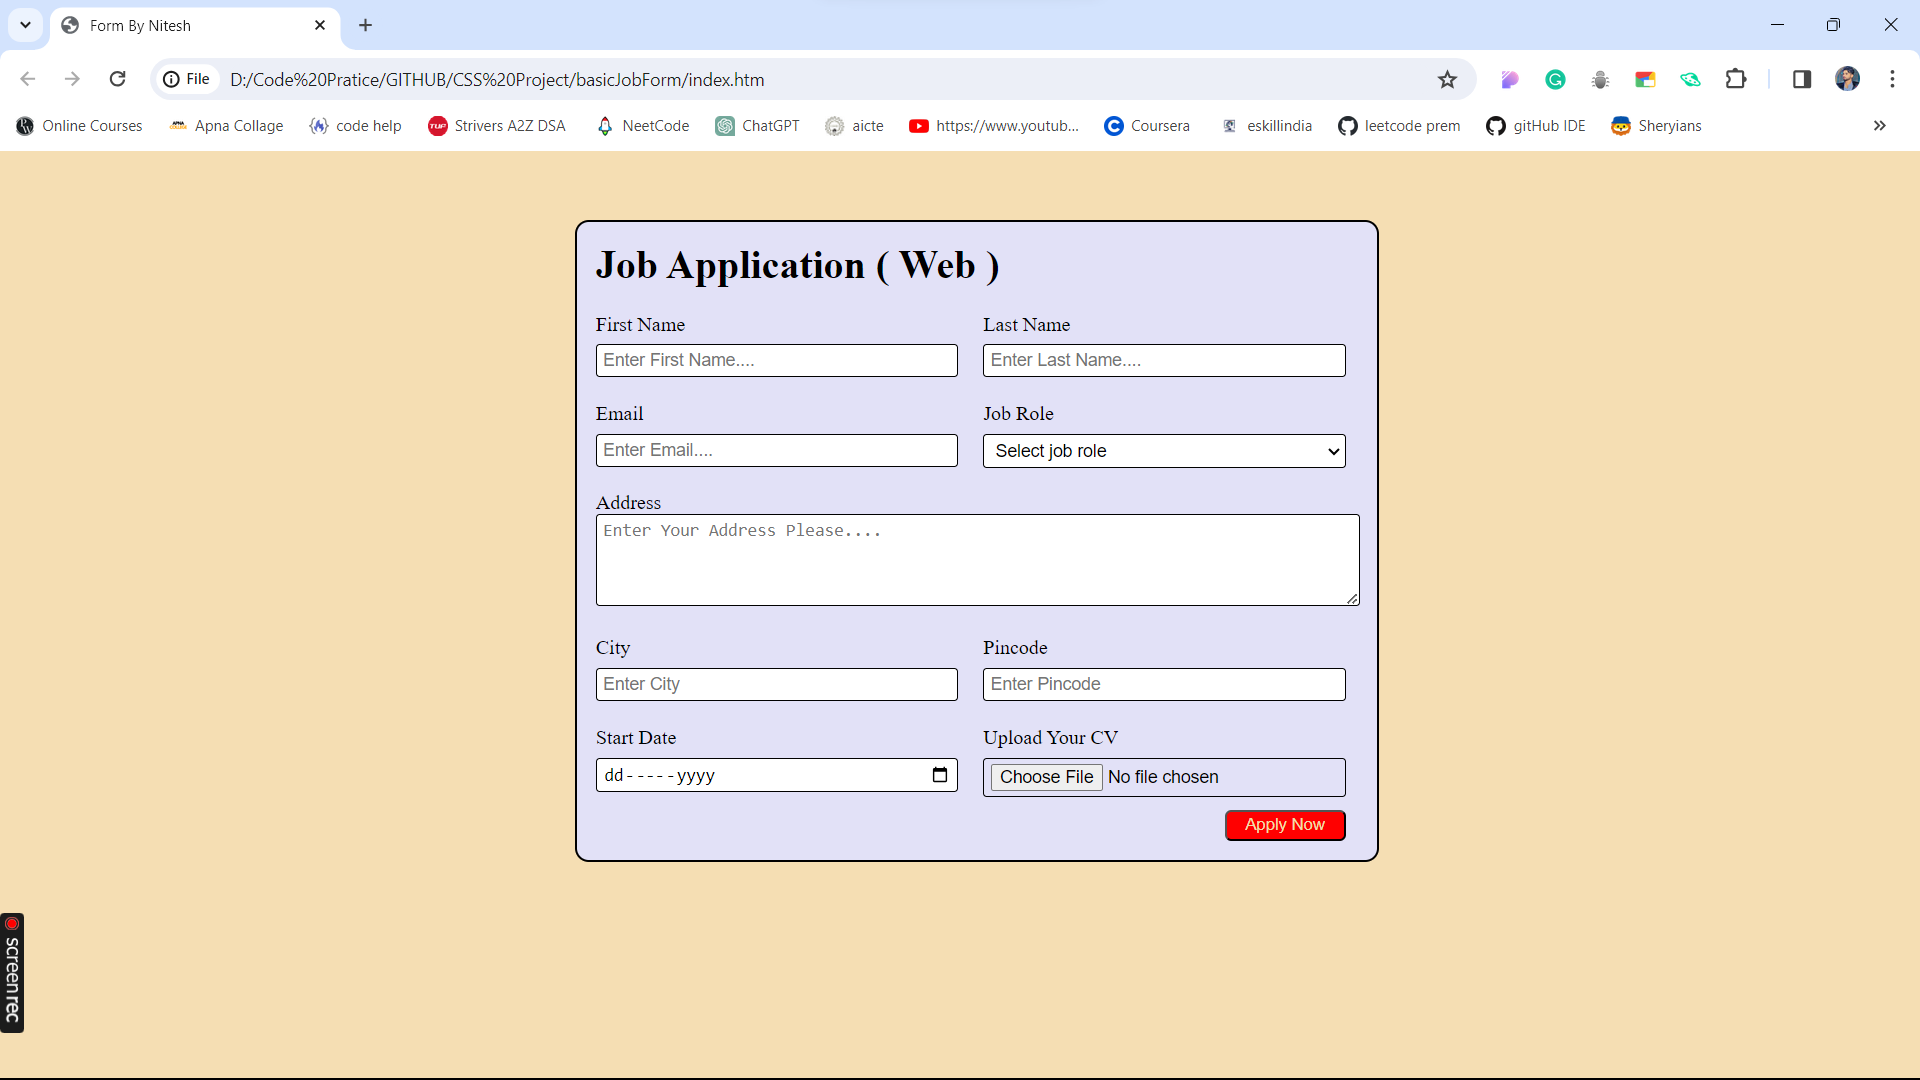 Form By Nitesh
File D:/Code%20Pratice/GITHUB/CSS%20Project/basicJobForm/index.htm
Online Courses Apna Collage code help Strivers A2Z DSA NeetCode ChatGPT aicte https://www.youtub... Coursera eskillindia leetcode prem gitHub IDE Sheryians
Job Application ( Web )
First Name Last Name
Enter First Name.... Enter Last Name....
Email Job Role
Enter Email.... Select job role
Address
Enter Your Address Please....
City Pincode
Enter City Enter Pincode
Start Date Upload Your CV
dd-----yyyy Choose File No file chosen
Apply Now
screenrec